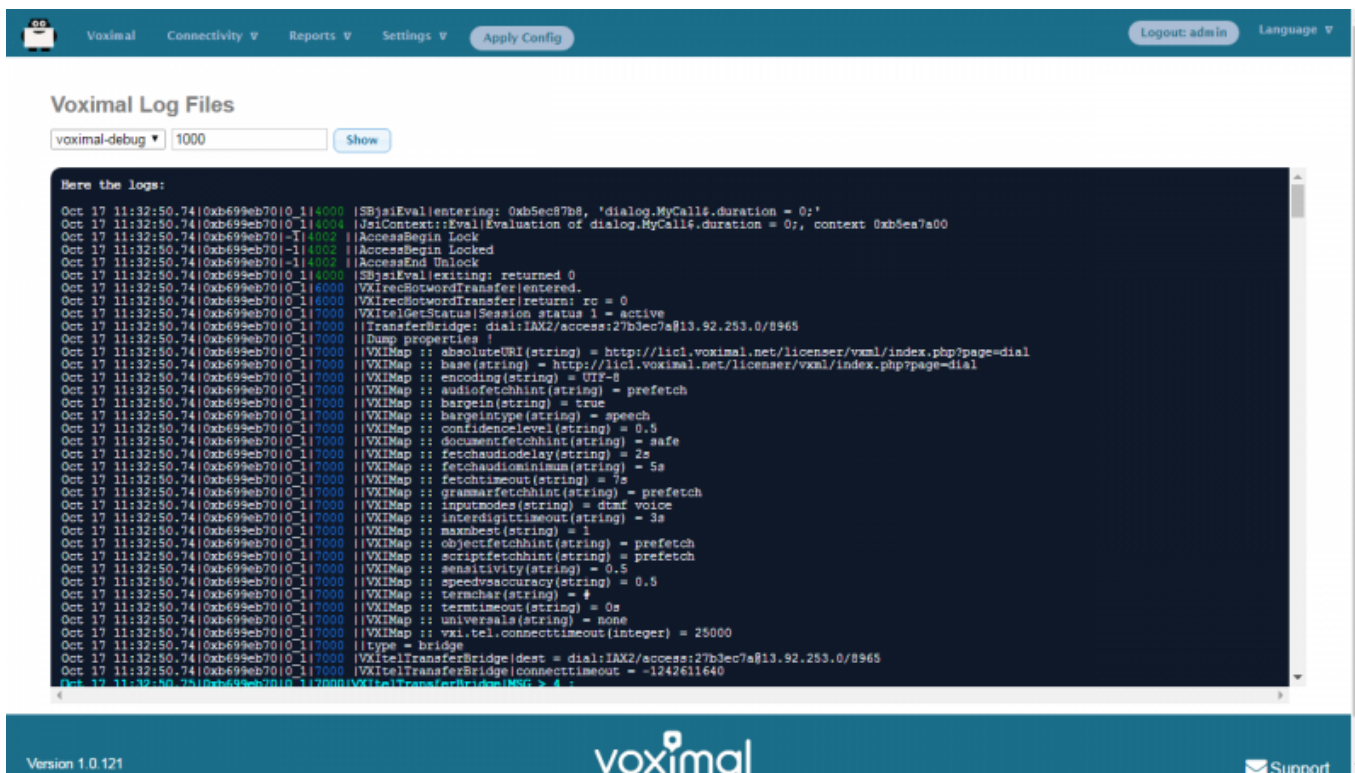 Voximal Connectivity ∇ Reports ∇ Settings ∇ Apply Config Logout: admin Language ∇
Voximal Log Files
voximal-debug ▼ 1000 Show
Here the logs:
Oct 17 11:32:50.74|0xb699eb70|0_1|4000 |SBjsiEval|entering: 0xb5ec87b8, 'dialog.MyCall$.duration = 0;'
Oct 17 11:32:50.74|0xb699eb70|0_1|4004 |JsiContext::Eval|Evaluation of dialog.MyCall$.duration = 0;, context 0xb5ea7a00
Oct 17 11:32:50.74|0xb699eb70|-1|4002 ||AccessBegin Lock
Oct 17 11:32:50.74|0xb699eb70|-1|4002 ||AccessBegin Locked
Oct 17 11:32:50.74|0xb699eb70|-1|4002 ||AccessEnd Unlock
Oct 17 11:32:50.74|0xb699eb70|0_1|4000 |SBjsiEval|exiting: returned 0
Oct 17 11:32:50.74|0xb699eb70|0_1|6000 |VXIrecHotwordTransfer|entered.
Oct 17 11:32:50.74|0xb699eb70|0_1|6000 |VXIrecHotwordTransfer|return: rc = 0
Oct 17 11:32:50.74|0xb699eb70|0_1|7000 |VXItelGetStatus|Session status 1 = active
Oct 17 11:32:50.74|0xb699eb70|0_1|7000 ||TransferBridge: dial:IAX2/access:27b3ec7a@13.92.253.0/8965
Oct 17 11:32:50.74|0xb699eb70|0_1|7000 ||Dump properties !
Oct 17 11:32:50.74|0xb699eb70|0_1|7000 ||VXIMap :: absoluteURI(string) = http://lic1.voximal.net/licenser/vxml/index.php?page=dial
Oct 17 11:32:50.74|0xb699eb70|0_1|7000 ||VXIMap :: base(string) = http://lic1.voximal.net/licenser/vxml/index.php?page=dial
Oct 17 11:32:50.74|0xb699eb70|0_1|7000 ||VXIMap :: encoding(string) = UTF-8
Oct 17 11:32:50.74|0xb699eb70|0_1|7000 ||VXIMap :: audiofetchhint(string) = prefetch
Oct 17 11:32:50.74|0xb699eb70|0_1|7000 ||VXIMap :: bargein(string) = true
Oct 17 11:32:50.74|0xb699eb70|0_1|7000 ||VXIMap :: bargeintype(string) = speech
Oct 17 11:32:50.74|0xb699eb70|0_1|7000 ||VXIMap :: confidencelevel(string) = 0.5
Oct 17 11:32:50.74|0xb699eb70|0_1|7000 ||VXIMap :: documentfetchhint(string) = safe
Oct 17 11:32:50.74|0xb699eb70|0_1|7000 ||VXIMap :: fetchaudiodelay(string) = 2s
Oct 17 11:32:50.74|0xb699eb70|0_1|7000 ||VXIMap :: fetchaudiominimum(string) = 5s
Oct 17 11:32:50.74|0xb699eb70|0_1|7000 ||VXIMap :: fetchtimeout(string) = 7s
Oct 17 11:32:50.74|0xb699eb70|0_1|7000 ||VXIMap :: grammarfetchhint(string) = prefetch
Oct 17 11:32:50.74|0xb699eb70|0_1|7000 ||VXIMap :: inputmodes(string) = dtmf voice
Oct 17 11:32:50.74|0xb699eb70|0_1|7000 ||VXIMap :: interdigittimeout(string) = 3s
Oct 17 11:32:50.74|0xb699eb70|0_1|7000 ||VXIMap :: maxnbest(string) = 1
Oct 17 11:32:50.74|0xb699eb70|0_1|7000 ||VXIMap :: objectfetchhint(string) = prefetch
Oct 17 11:32:50.74|0xb699eb70|0_1|7000 ||VXIMap :: scriptfetchhint(string) = prefetch
Oct 17 11:32:50.74|0xb699eb70|0_1|7000 ||VXIMap :: sensitivity(string) = 0.5
Oct 17 11:32:50.74|0xb699eb70|0_1|7000 ||VXIMap :: speedvsaccuracy(string) = 0.5
Oct 17 11:32:50.74|0xb699eb70|0_1|7000 ||VXIMap :: termchar(string) = #
Oct 17 11:32:50.74|0xb699eb70|0_1|7000 ||VXIMap :: termtimeout(string) = 0s
Oct 17 11:32:50.74|0xb699eb70|0_1|7000 ||VXIMap :: universals(string) = none
Oct 17 11:32:50.74|0xb699eb70|0_1|7000 ||VXIMap :: vxi.tel.connecttimeout(integer) = 25000
Oct 17 11:32:50.74|0xb699eb70|0_1|7000 ||type = bridge
Oct 17 11:32:50.74|0xb699eb70|0_1|7000 |VXItelTransferBridge|dest = dial:IAX2/access:27b3ec7a@13.92.253.0/8965
Oct 17 11:32:50.74|0xb699eb70|0_1|7000 |VXItelTransferBridge|connecttimeout = -1242611640
Oct 17 11:32:50.75|0xb699eb70|0_1|7000|VXItelTransferBridge|MSG > 4 :
Version 1.0.121 voximal Support